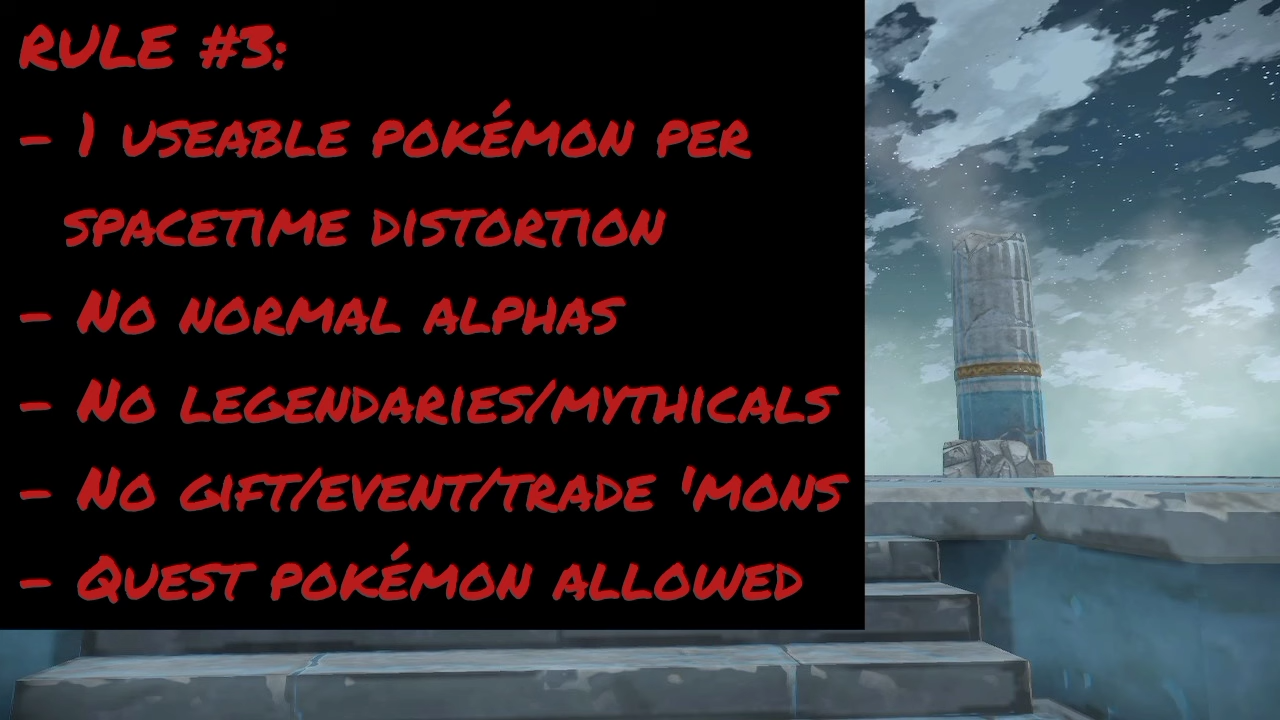 RULE #3:
- 1 USEABLE POKÉMON PER
SPACETIME DISTORTION
- NO NORMAL ALPHAS
- NO LEGENDARIES/MYTHICALS
- NO GIFT/EVENT/TRADE 'MONS
- QUEST POKÉMON ALLOWED